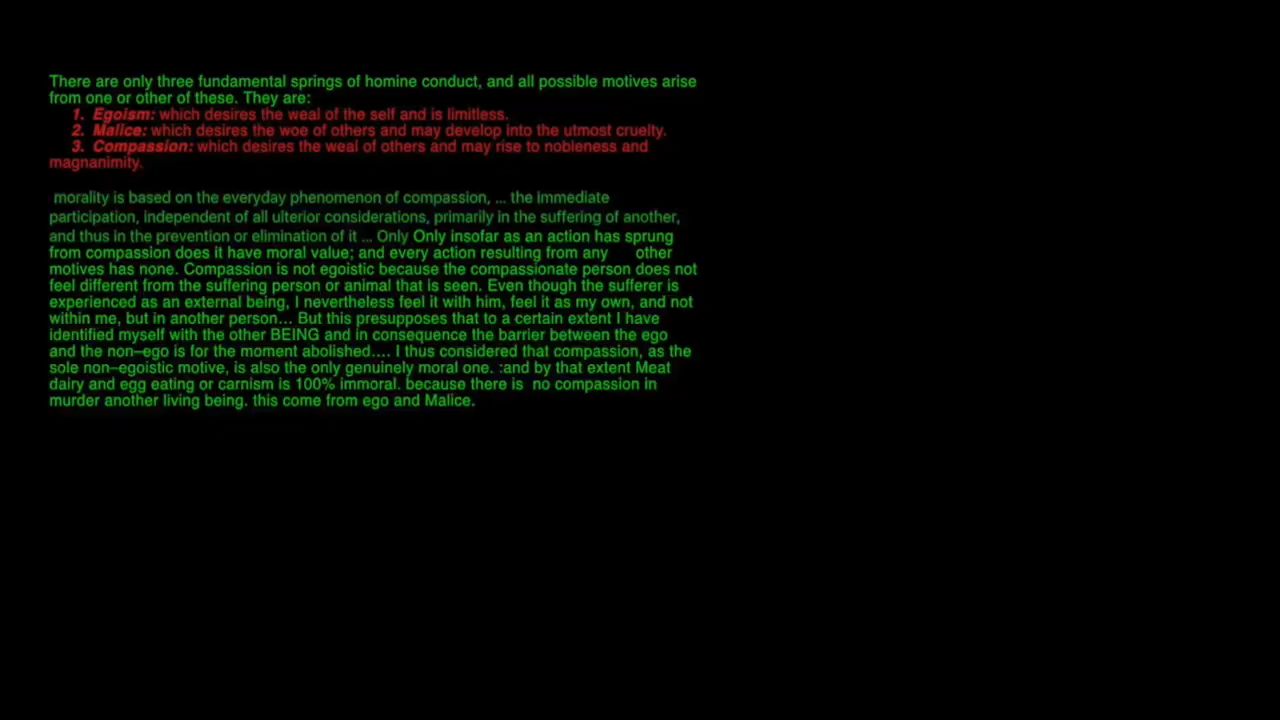 There are only three fundamental springs of homine conduct, and all possible motives arise
from one or other of these. They are:
1. Egoism: which desires the weal of the self and is limitless.
2. Malice: which desires the woe of others and may develop into the utmost cruelty.
3. Compassion: which desires the weal of others and may rise to nobleness and
magnanimity.
morality is based on the everyday phenomenon of compassion, ... the immediate
participation, independent of all ulterior considerations, primarily in the suffering of another,
and thus in the prevention or elimination of it ... Only Only insofar as an action has sprung
from compassion does it have moral value; and every action resulting from any other
motives has none. Compassion is not egoistic because the compassionate person does not
feel different from the suffering person or animal that is seen. Even though the sufferer is
experienced as an external being, I nevertheless feel it with him, feel it as my own, and not
within me, but in another person... But this presupposes that to a certain extent I have
identified myself with the other BEING and in consequence the barrier between the ego
and the non–ego is for the moment abolished.... I thus considered that compassion, as the
sole non–egoistic motive, is also the only genuinely moral one. :and by that extent Meat
dairy and egg eating or carnism is 100% immoral. because there is no compassion in
murder another living being. this come from ego and Malice.